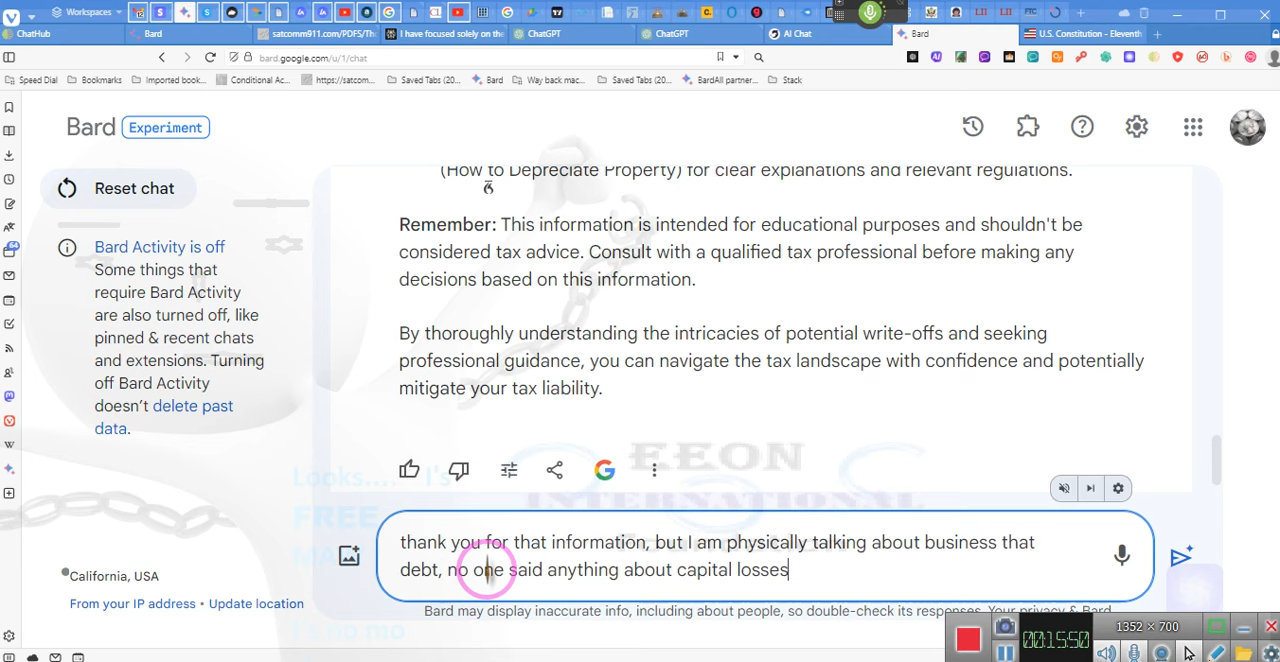 Workspaces
ChatHub
Bard
satcomm911.com/PDFS/Th
I have focused solely on the
ChatGPT
ChatGPT
AI Chat
Bard
U.S. Constitution - Eleventh
bard.google.com/u/1/chat
Speed Dial
Bookmarks
Imported book...
Conditional Ac...
https://satcom...
Saved Tabs (20...
Bard
Way back mac...
Saved Tabs (20...
BardAI partner...
Stack
Bard Experiment
Reset chat
Bard Activity is off
Some things that
require Bard Activity
are also turned off, like
pinned & recent chats
and extensions. Turning
off Bard Activity
doesn't delete past
data.
(How to Depreciate Property) for clear explanations and relevant regulations.
Remember: This information is intended for educational purposes and shouldn't be
considered tax advice. Consult with a qualified tax professional before making any
decisions based on this information.
By thoroughly understanding the intricacies of potential write-offs and seeking
professional guidance, you can navigate the tax landscape with confidence and potentially
mitigate your tax liability.
Looks... I's
FREE
EEON
INTERNATIONAL
thank you for that information, but I am physically talking about business that
debt, no one said anything about capital losses
California, USA
From your IP address • Update location
Bard may display inaccurate info, including about people, so double-check its responses. Your privacy & Bard
1352 × 700
00:15:50